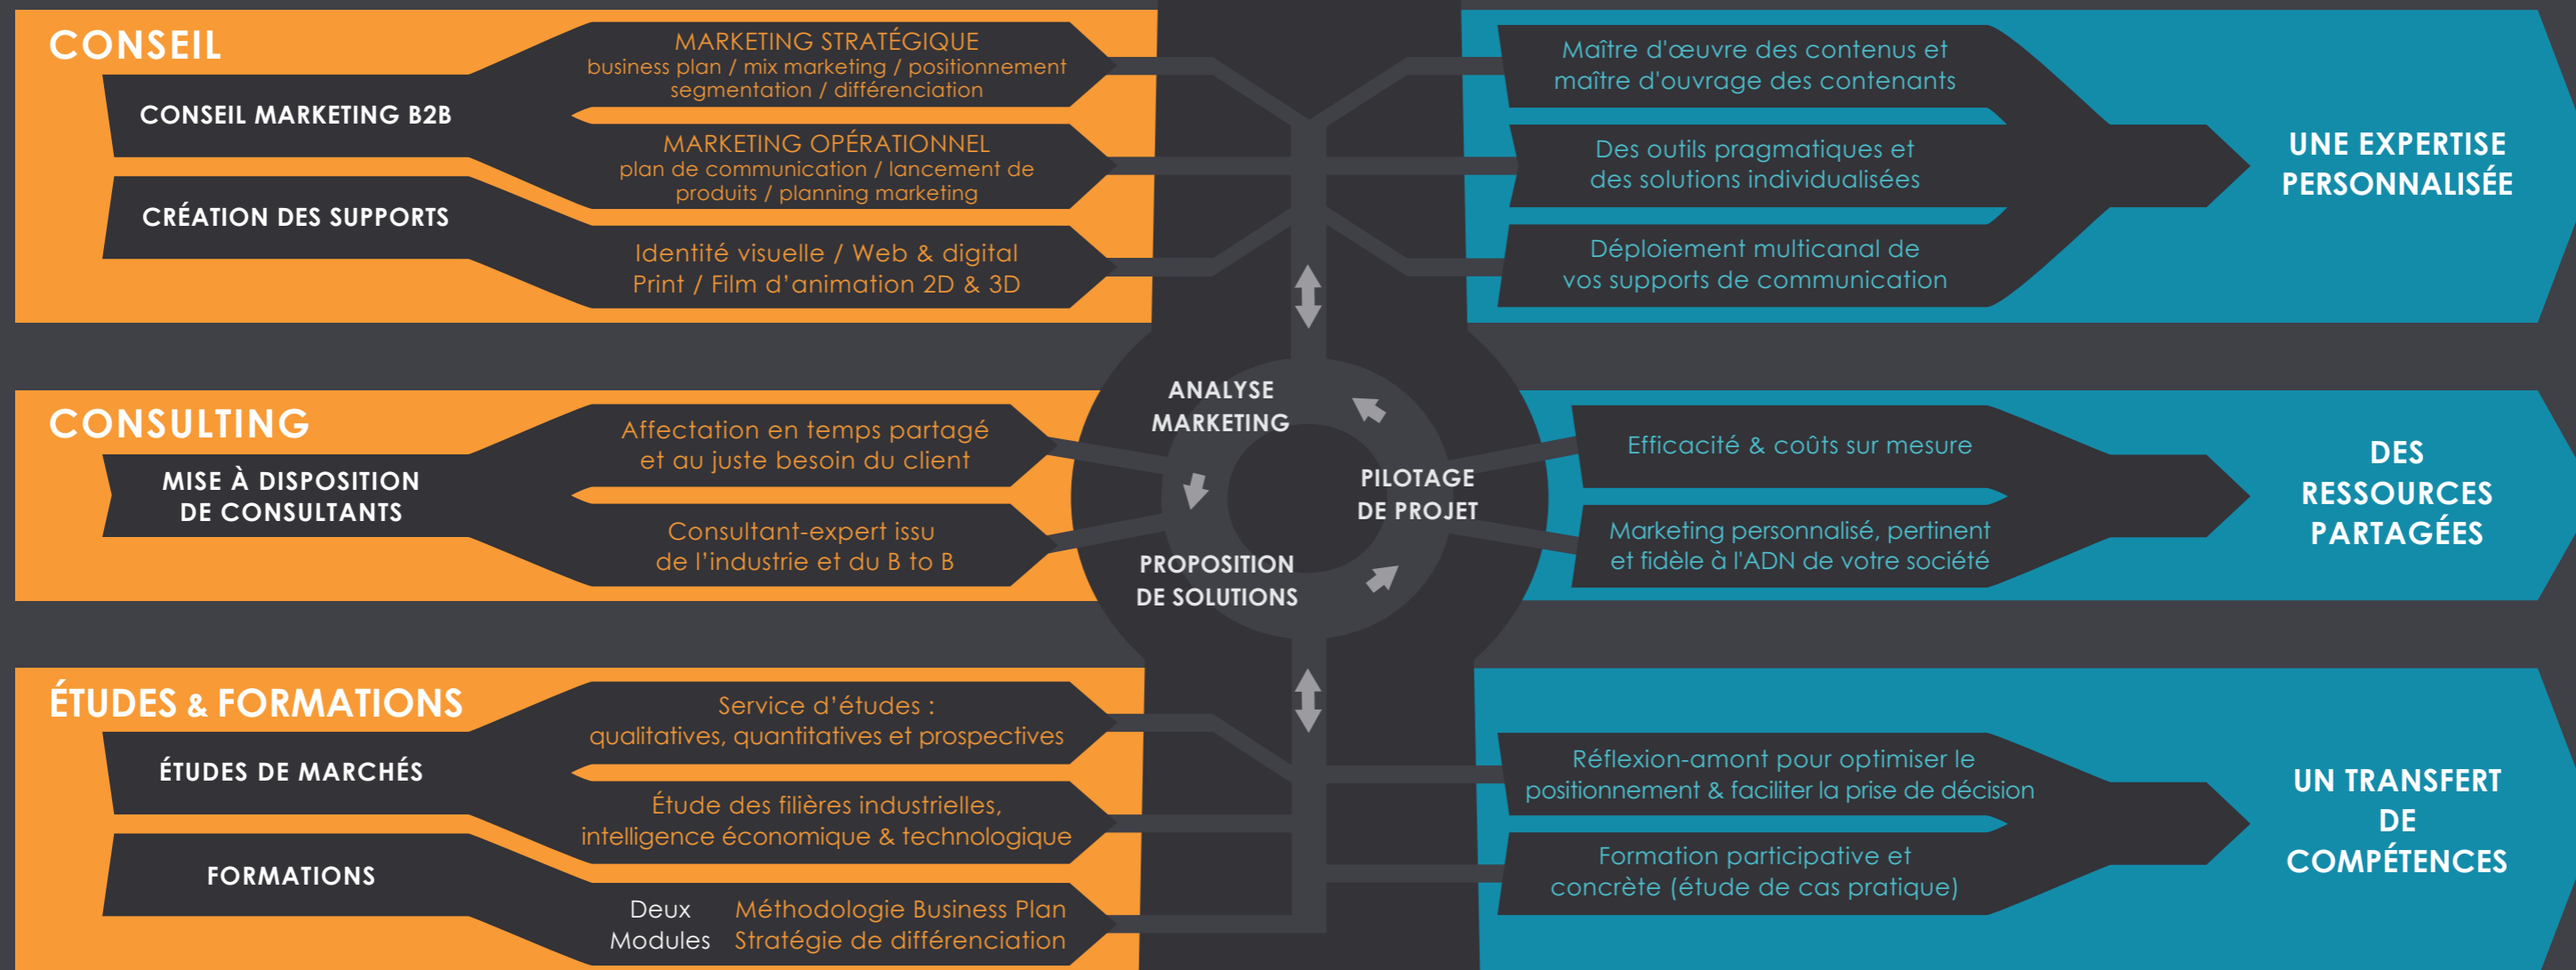 CONSEIL
CONSEIL MARKETING B2B
CRÉATION DES SUPPORTS
MARKETING STRATÉGIQUE
business plan / mix marketing / positionnement
segmentation / différenciation
MARKETING OPÉRATIONNEL
plan de communication / lancement de
produits / planning marketing
Identité visuelle / Web & digital
Print / Film d’animation 2D & 3D
Maître d'œuvre des contenus et
maître d'ouvrage des contenants
Des outils pragmatiques et
des solutions individualisées
Déploiement multicanal de
vos supports de communication
UNE EXPERTISE
PERSONNALISÉE
CONSULTING
MISE À DISPOSITION
DE CONSULTANTS
Affectation en temps partagé
et au juste besoin du client
Consultant-expert issu
de l’industrie et du B to B
ANALYSE
MARKETING
PILOTAGE
DE PROJET
PROPOSITION
DE SOLUTIONS
Efficacité & coûts sur mesure
Marketing personnalisé, pertinent
et fidèle à l'ADN de votre société
DES
RESSOURCES
PARTAGÉES
ÉTUDES & FORMATIONS
ÉTUDES DE MARCHÉS
FORMATIONS
Service d’études :
qualitatives, quantitatives et prospectives
Étude des filières industrielles,
intelligence économique & technologique
Deux Méthodologie Business Plan
Modules Stratégie de différenciation
Réflexion-amont pour optimiser le
positionnement & faciliter la prise de décision
Formation participative et
concrète (étude de cas pratique)
UN TRANSFERT
DE
COMPÉTENCES